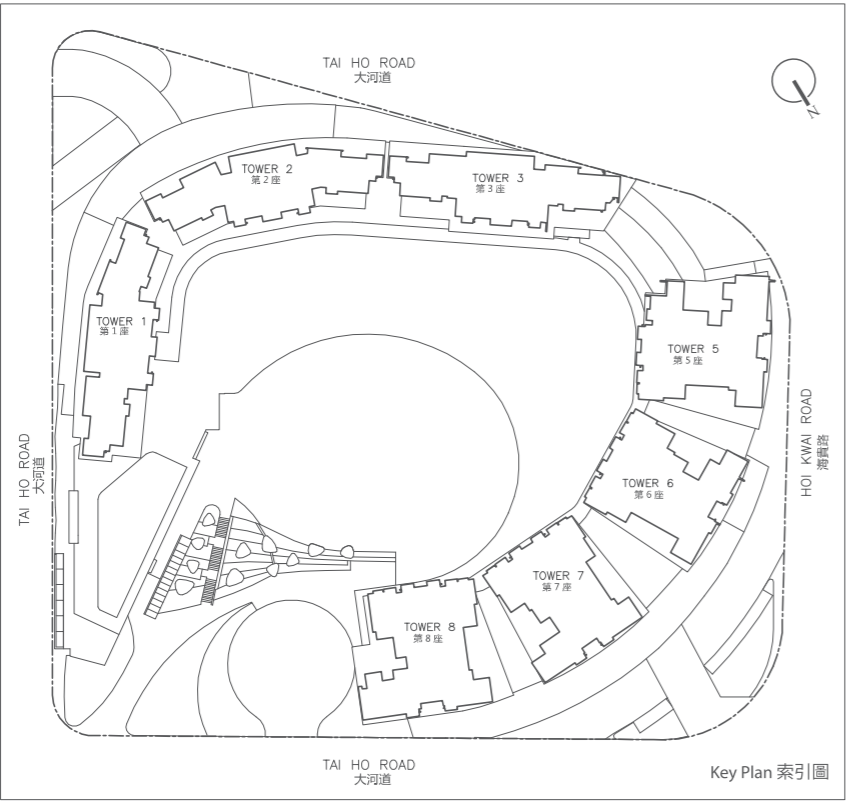 TAI HO ROAD
大河道
N
TOWER 2
第2座
TOWER 3
第3座
TOWER 1
第1座
TOWER 5
第5座
TAI HO ROAD
大河道
HOI KWAI ROAD
海貴路
TOWER 6
第6座
TOWER 7
第7座
TOWER 8
第8座
TAI HO ROAD
大河道
Key Plan 索引圖